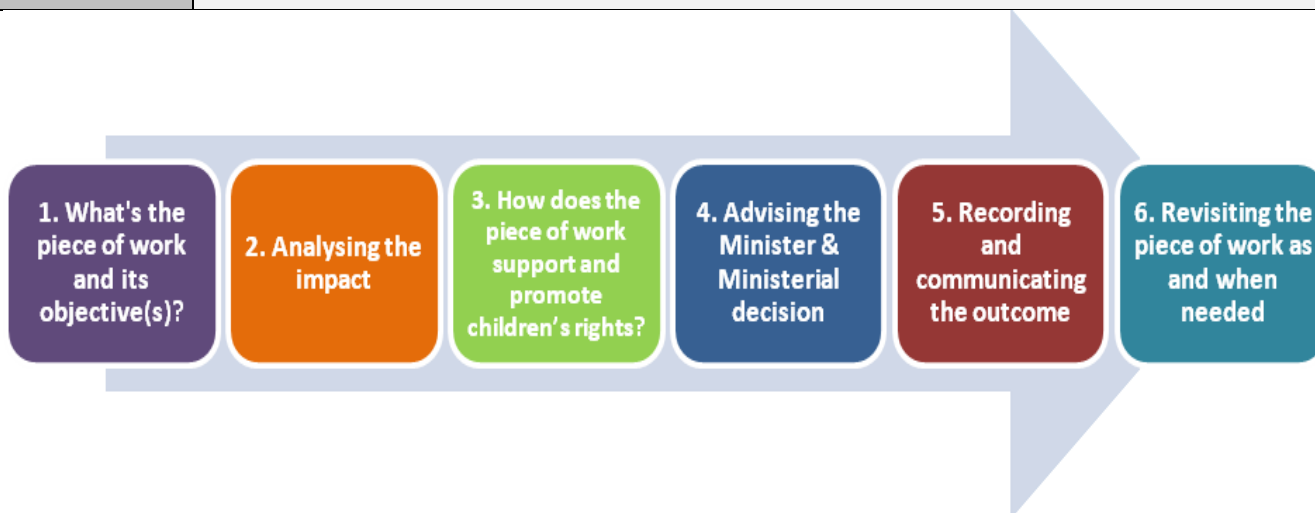 1. What's the
piece of work
and its
objective(s)?
2. Analysing the
impact
3. How does the
piece of work
support and
promote
children’s rights?
4. Advising the
Minister &
Ministerial
decision
5. Recording
and
communicating
the outcome
6. Revisiting the
piece of work as
and when
needed